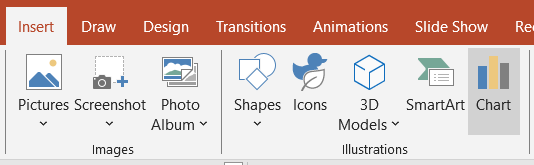 Insert Draw Design Transitions Animations Slide Show Rec
Pictures Screenshot Photo Album Shapes Icons 3D Models SmartArt Chart
Images Illustrations